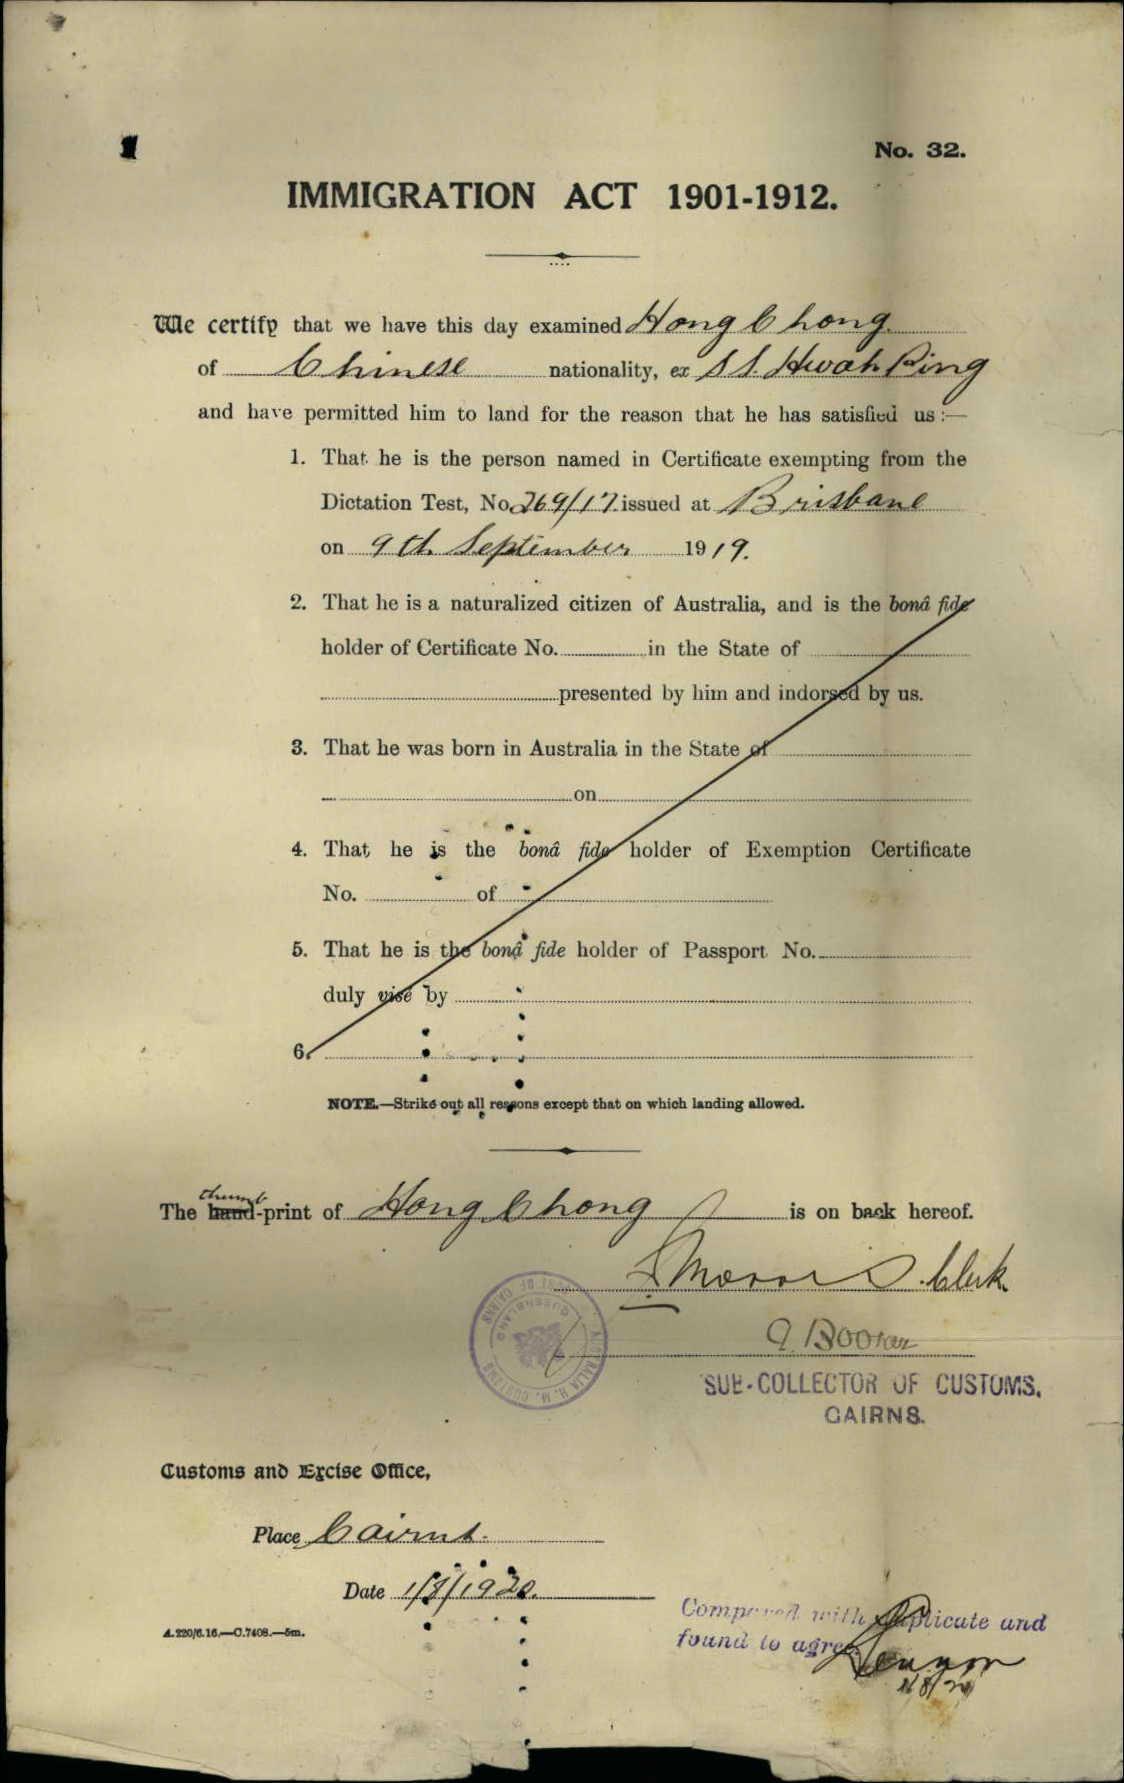 1
No. 32.
IMMIGRATION ACT 1901-1912.
We certify that we have this day examined Hong Chong.
of Chinese nationality, ex S S. Hwah Ping
and have permitted him to land for the reason that he has satisfied us :—
1. That he is the person named in Certificate exempting from the
Dictation Test, No. 269/17 issued at Brisbane
on 9th September 1919.
2. That he is a naturalized citizen of Australia, and is the bonâ fide
holder of Certificate No. in the State of
presented by him and indorsed by us.
3. That he was born in Australia in the State of
on
4. That he is the bonâ fide holder of Exemption Certificate
No. of
5. That he is the bonâ fide holder of Passport No.
duly visé by
6.
NOTE.—Strike out all reasons except that on which landing allowed.
thumb
The hand-print of Hong Chong is on back hereof.
Morris. Clerk.
AUSTRALIA H. M. CUSTOMS PORT OF CAIRNS
QUEENSLAND
SUB-COLLECTOR OF CUSTOMS,
CAIRNS.
Customs and Excise Office,
Place Cairns.
Date 1/8/1920.
A.220/6.16.—C.7408.—5m.
Compared with duplicate and
found to agree.